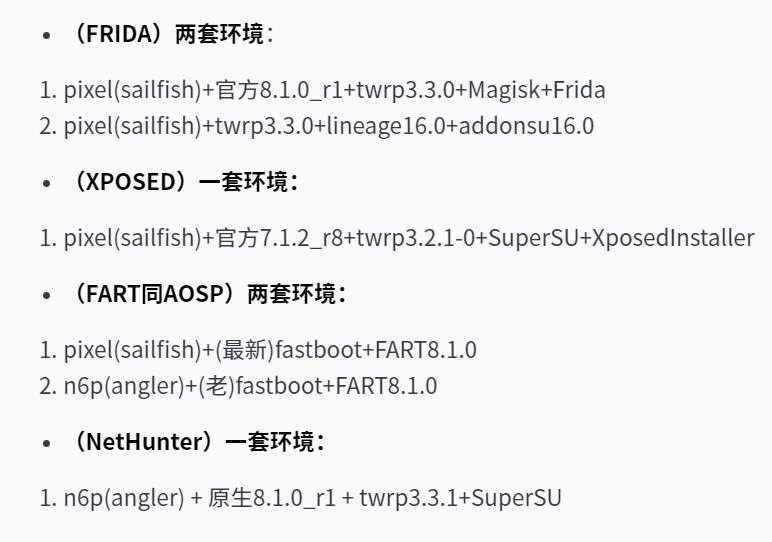 • （FRIDA）两套环境：
1. pixel(sailfish)+官方8.1.0_r1+twrp3.3.0+Magisk+Frida
2. pixel(sailfish)+twrp3.3.0+lineage16.0+addonsu16.0
• （XPOSED）一套环境：
1. pixel(sailfish)+官方7.1.2_r8+twrp3.2.1-0+SuperSU+XposedInstaller
• （FART同AOSP）两套环境：
1. pixel(sailfish)+(最新)fastboot+FART8.1.0
2. n6p(angler)+(老)fastboot+FART8.1.0
• （NetHunter）一套环境：
1. n6p(angler) + 原生8.1.0_r1 + twrp3.3.1+SuperSU